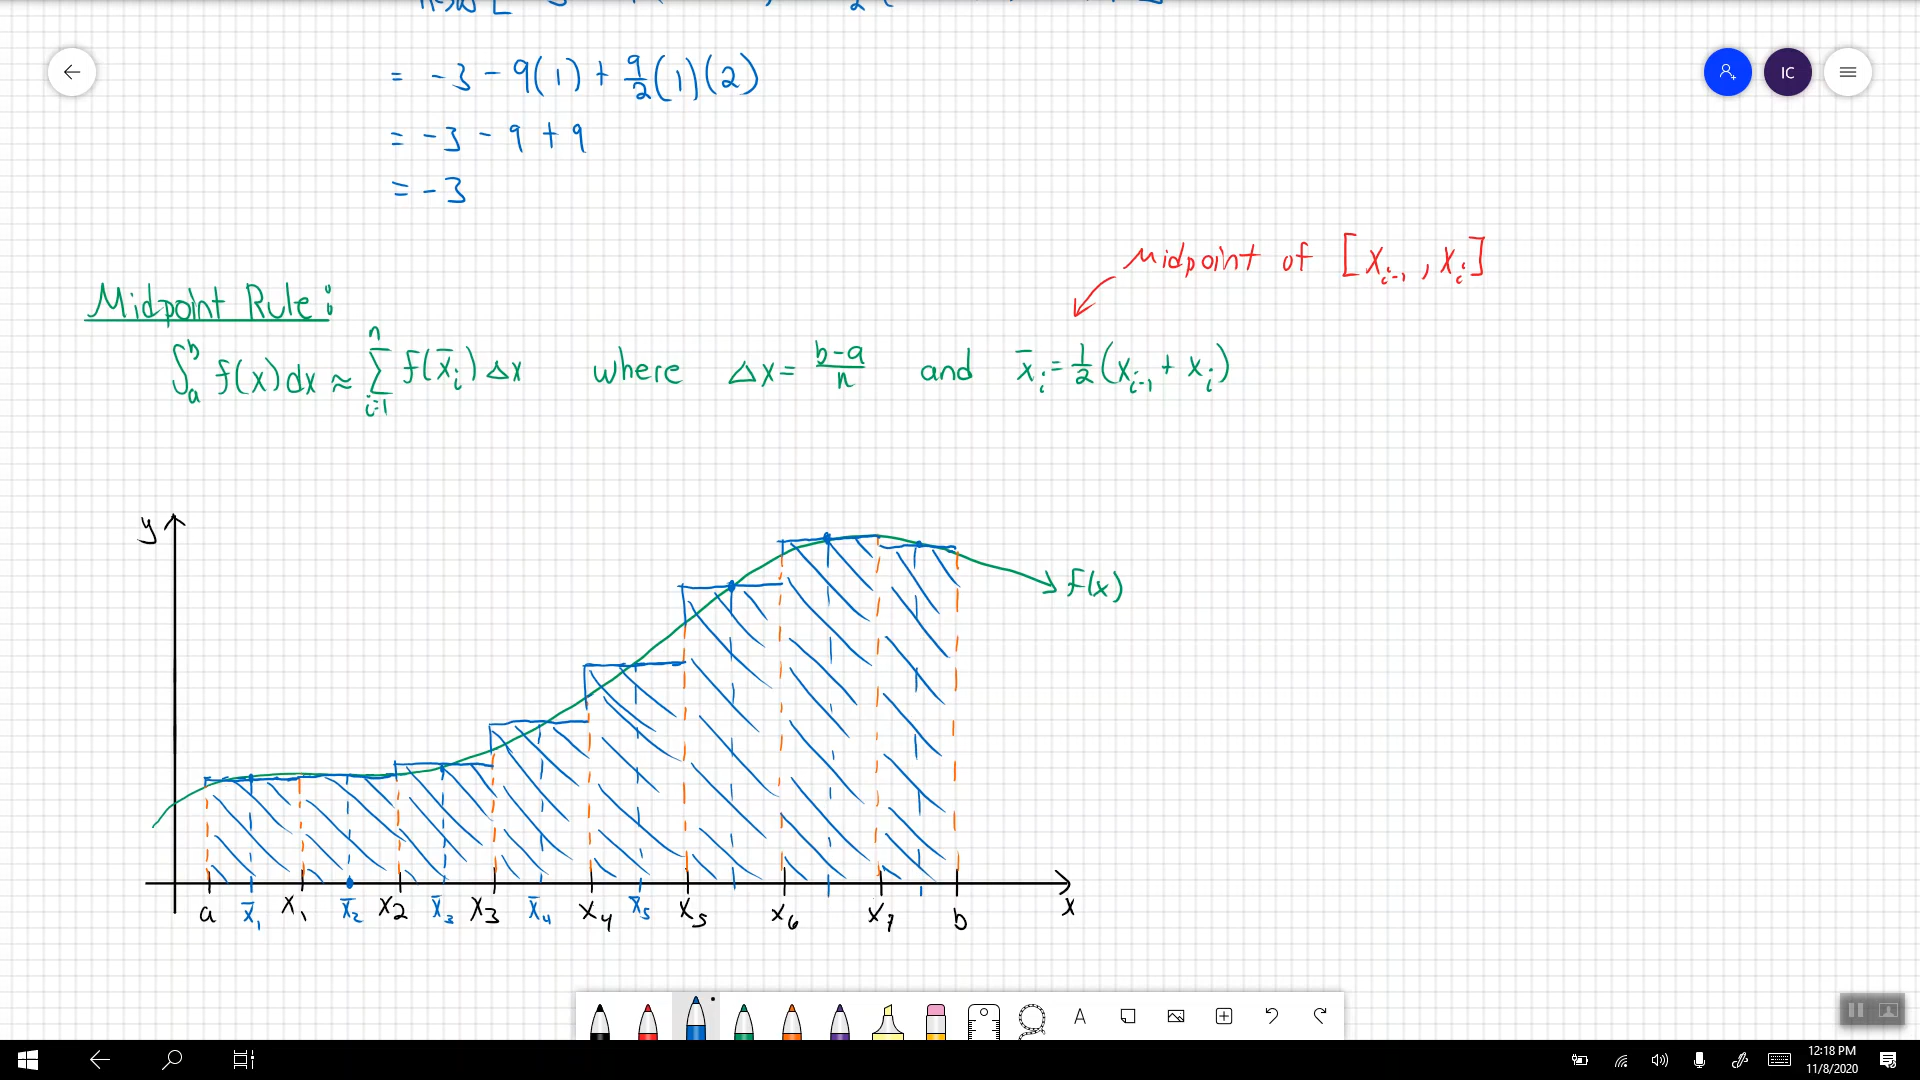 = -3 - 9(1) + 9/2 (1)(2)
= -3 - 9 + 9
= -3
IC
Midpoint of [x_{i-1}, x_i]
Midpoint Rule:
∫_a^b f(x)dx ≈ ∑_{i=1}^n f(x̄_i) Δx where Δx = (b-a)/n and x̄_i = 1/2 (x_{i-1} + x_i)
y
f(x)
a x̄_1 x_1 x̄_2 x_2 x̄_3 x_3 x̄_4 x_4 x̄_5 x_5 x_6 x_7 b x
12:18 PM
11/8/2020